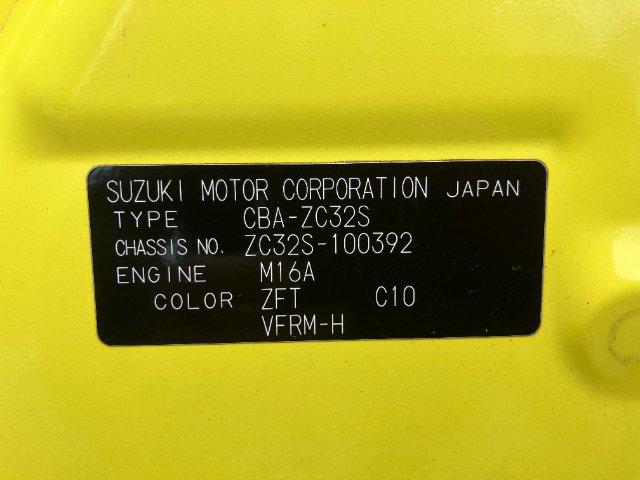 SUZUKI MOTOR CORPORATION JAPAN
TYPE CBA-ZC32S
CHASSIS NO. ZC32S-100392
ENGINE M16A
COLOR ZFT C10
VFRM-H